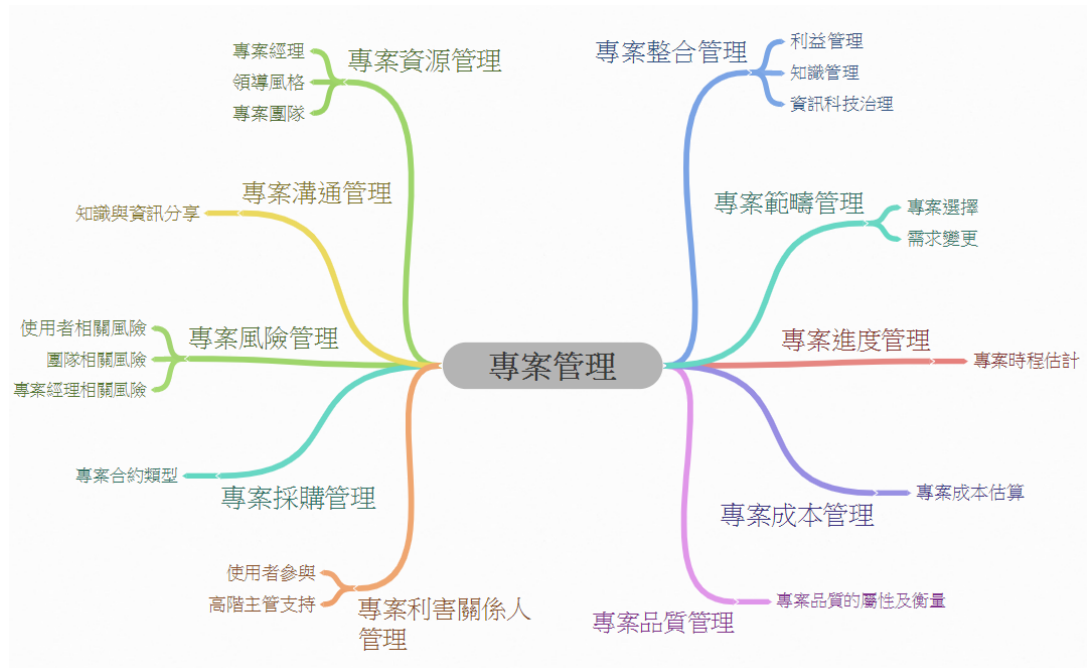 專案管理
專案整合管理
利益管理
知識管理
資訊科技治理
專案範疇管理
專案選擇
需求變更
專案進度管理
專案時程估計
專案成本管理
專案成本估算
專案品質管理
專案品質的屬性及衡量
專案資源管理
專案經理
領導風格
專案團隊
專案溝通管理
知識與資訊分享
專案風險管理
使用者相關風險
團隊相關風險
專案經理相關風險
專案採購管理
專案合約類型
專案利害關係人
管理
使用者參與
高階主管支持